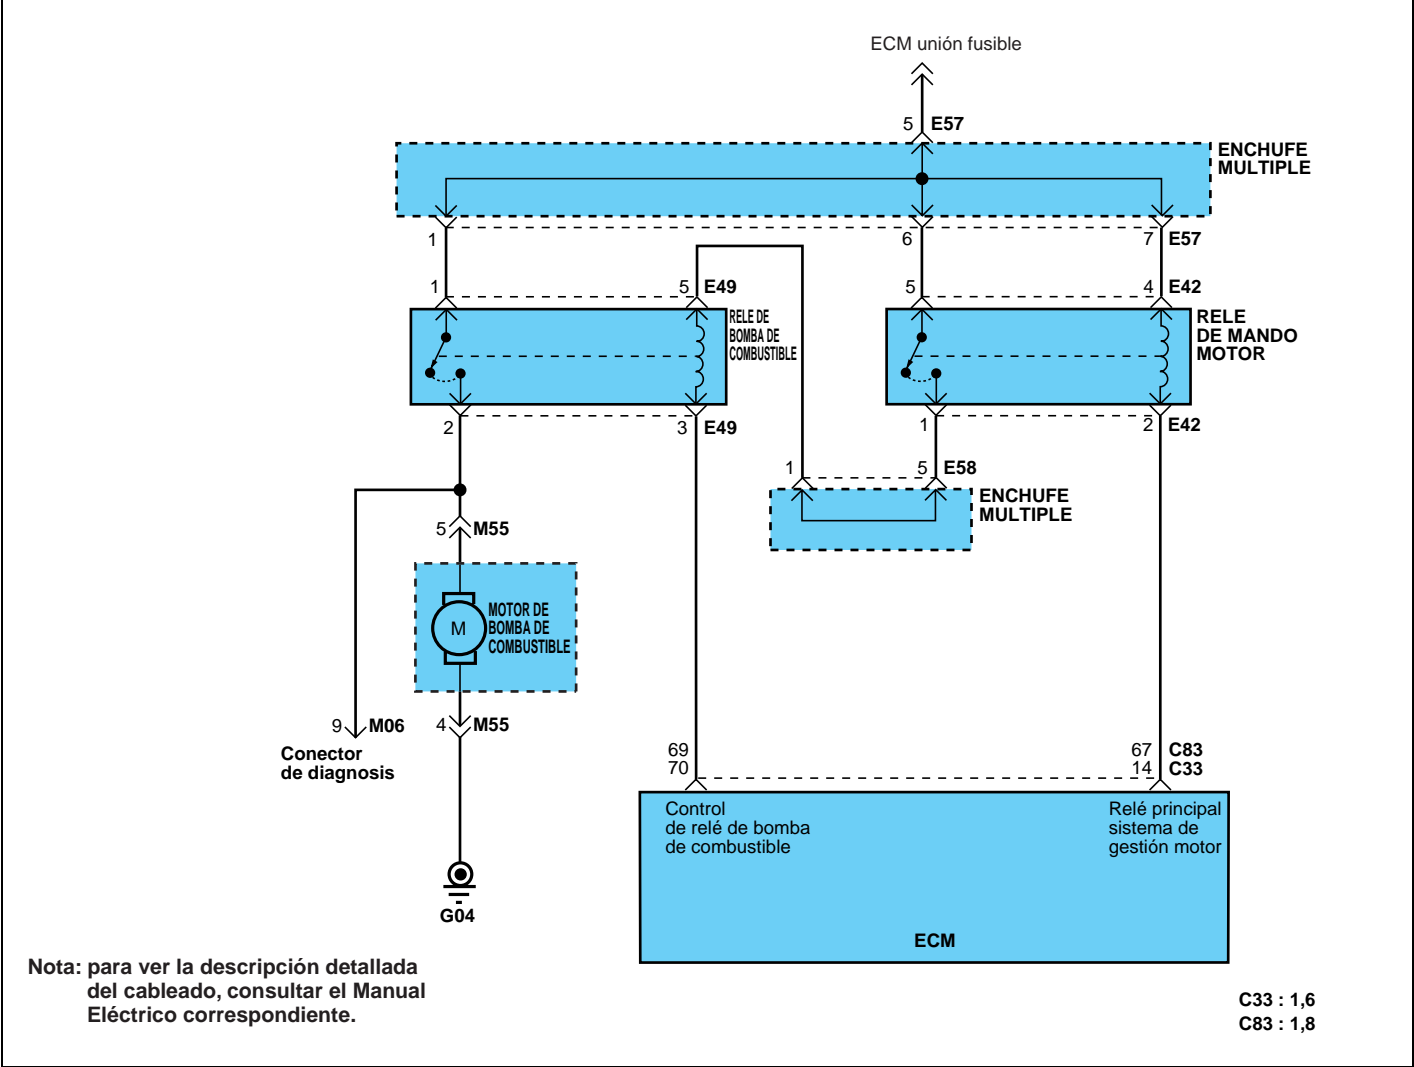 ECM unión fusible
5 E57
ENCHUFE
MULTIPLE
1 6 7 E57
1 5 E49 5 4 E42
RELE DE
BOMBA DE
COMBUSTIBLE
RELE
DE MANDO
MOTOR
2 3 E49 1 2 E42
1 5 E58
ENCHUFE
MULTIPLE
5 M55
M
MOTOR DE
BOMBA DE
COMBUSTIBLE
9 M06
Conector
de diagnosis
4 M55
69 67 C83
70 14 C33
Control
de relé de bomba
de combustible
Relé principal
sistema de
gestión motor
G04
ECM
Nota: para ver la descripción detallada
del cableado, consultar el Manual
Eléctrico correspondiente.
C33 : 1,6
C83 : 1,8